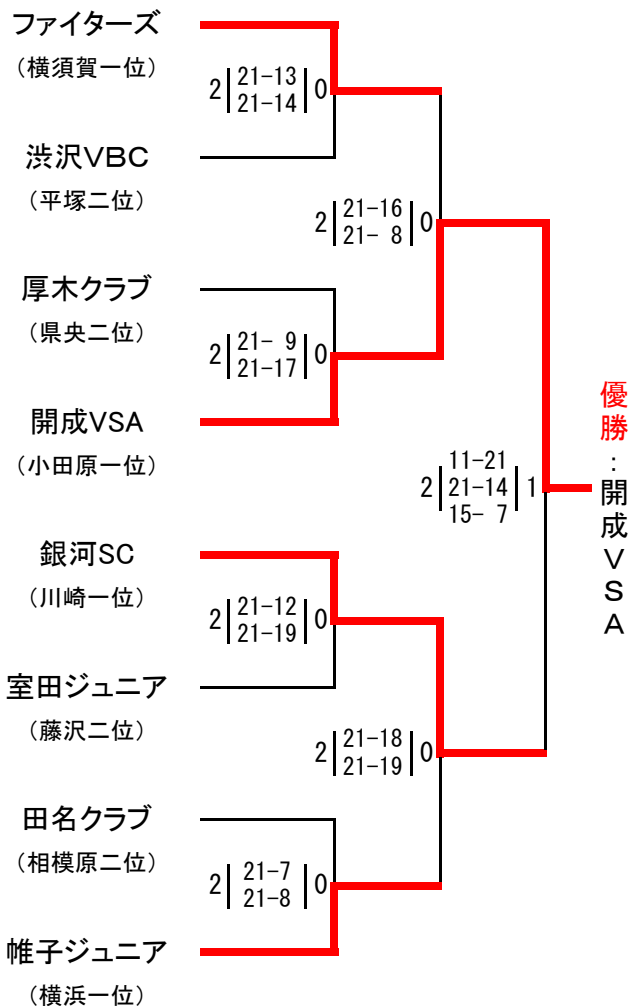 ファイターズ
（横須賀一位）
2 21-13 0
21-14
渋沢VBC
（平塚二位）
2 21-16 0
21- 8
厚木クラブ
（県央二位）
2 21- 9 0
21-17
開成VSA
（小田原一位）
11-21
2 21-14 1
15- 7
優勝：開成VSA
銀河SC
（川崎一位）
2 21-12 0
21-19
室田ジュニア
（藤沢二位）
2 21-18 0
21-19
田名クラブ
（相模原二位）
2 21-7 0
21-8
帷子ジュニア
（横浜一位）